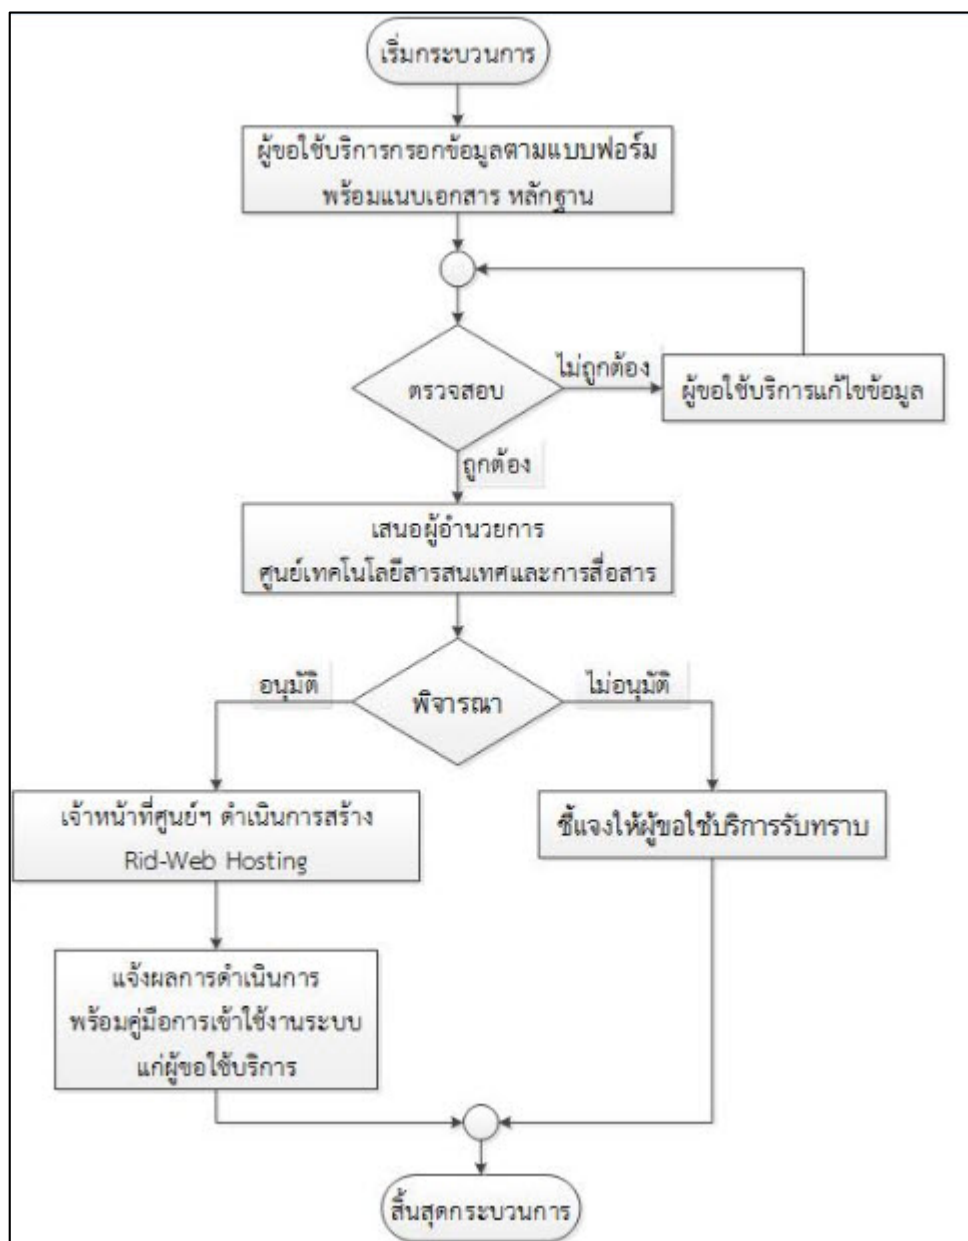 เริ่มกระบวนการ
ผู้ขอใช้บริการกรอกข้อมูลตามแบบฟอร์ม
พร้อมแนบเอกสาร หลักฐาน
ตรวจสอบ
ไม่ถูกต้อง
ผู้ขอใช้บริการแก้ไขข้อมูล
ถูกต้อง
เสนอผู้อำนวยการ
ศูนย์เทคโนโลยีสารสนเทศและการสื่อสาร
พิจารณา
อนุมัติ
ไม่อนุมัติ
เจ้าหน้าที่ศูนย์ฯ ดำเนินการสร้าง
Rid-Web Hosting
ชี้แจงให้ผู้ขอใช้บริการรับทราบ
แจ้งผลการดำเนินการ
พร้อมคู่มือการเข้าใช้งานระบบ
แก่ผู้ขอใช้บริการ
สิ้นสุดกระบวนการ